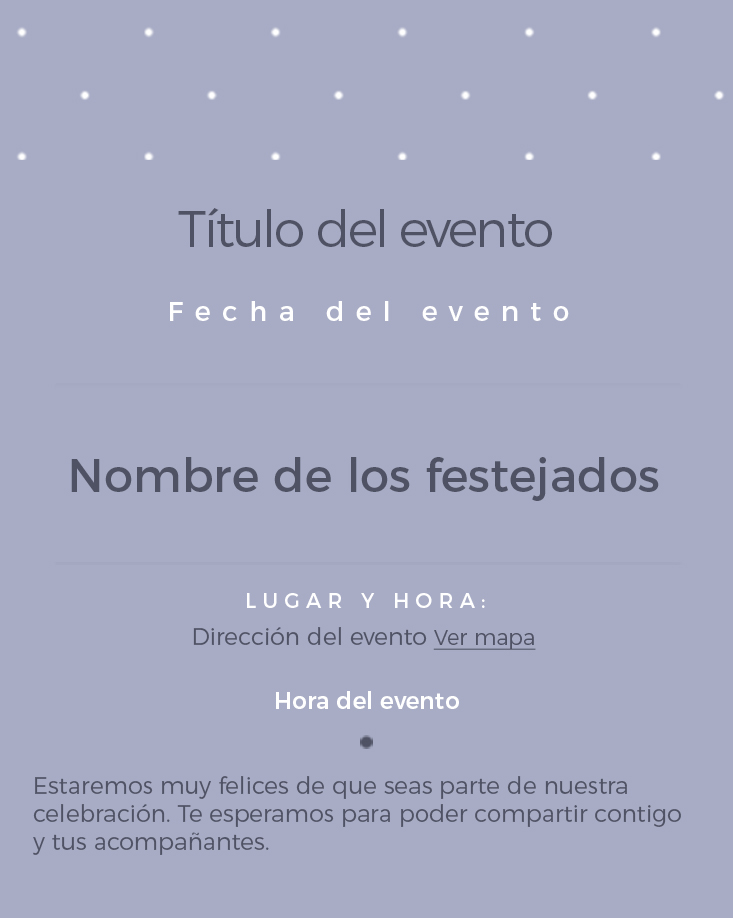 Título del evento
Fecha del evento
Nombre de los festejados
LUGAR Y HORA:
Dirección del evento Ver mapa
Hora del evento
Estaremos muy felices de que seas parte de nuestra
celebración. Te esperamos para poder compartir contigo
y tus acompañantes.